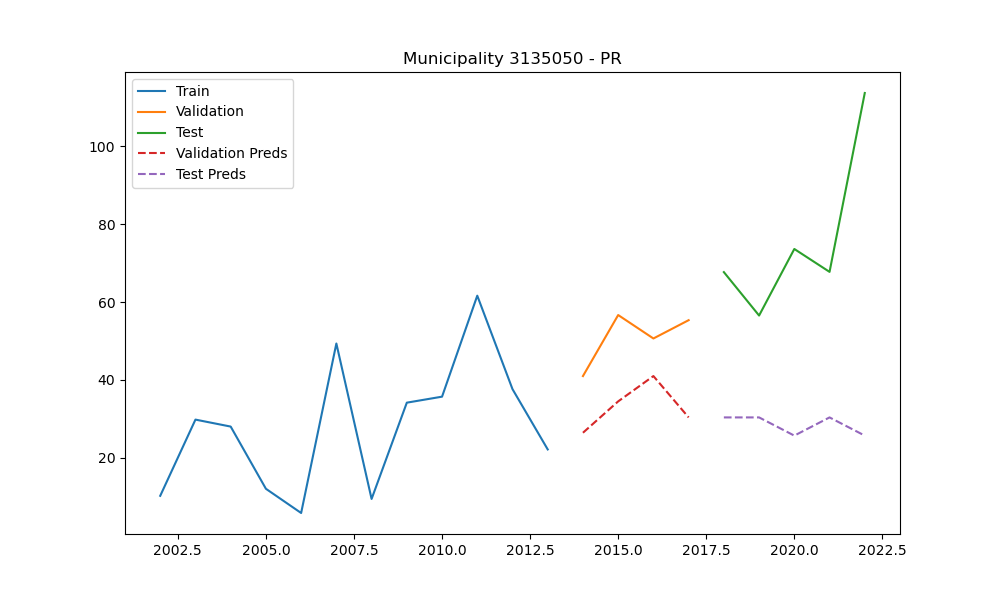 Municipality 3135050 - PR
Train
Validation
Test
Validation Preds
Test Preds
100
80
60
40
20
2002.5 2005.0 2007.5 2010.0 2012.5 2015.0 2017.5 2020.0 2022.5